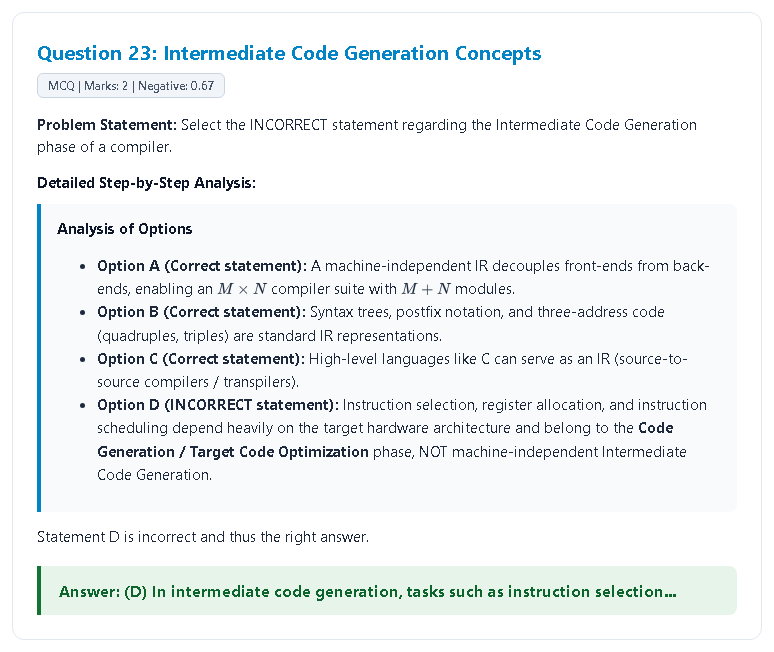 Question 23: Intermediate Code Generation Concepts
MCQ | Marks: 2 | Negative: 0.67
Problem Statement: Select the INCORRECT statement regarding the Intermediate Code Generation
phase of a compiler.
Detailed Step-by-Step Analysis:
Analysis of Options
• Option A (Correct statement): A machine-independent IR decouples front-ends from back-
ends, enabling an M × N compiler suite with M + N modules.
• Option B (Correct statement): Syntax trees, postfix notation, and three-address code
(quadruples, triples) are standard IR representations.
• Option C (Correct statement): High-level languages like C can serve as an IR (source-to-
source compilers / transpilers).
• Option D (INCORRECT statement): Instruction selection, register allocation, and instruction
scheduling depend heavily on the target hardware architecture and belong to the Code
Generation / Target Code Optimization phase, NOT machine-independent Intermediate
Code Generation.
Statement D is incorrect and thus the right answer.
Answer: (D) In intermediate code generation, tasks such as instruction selection...